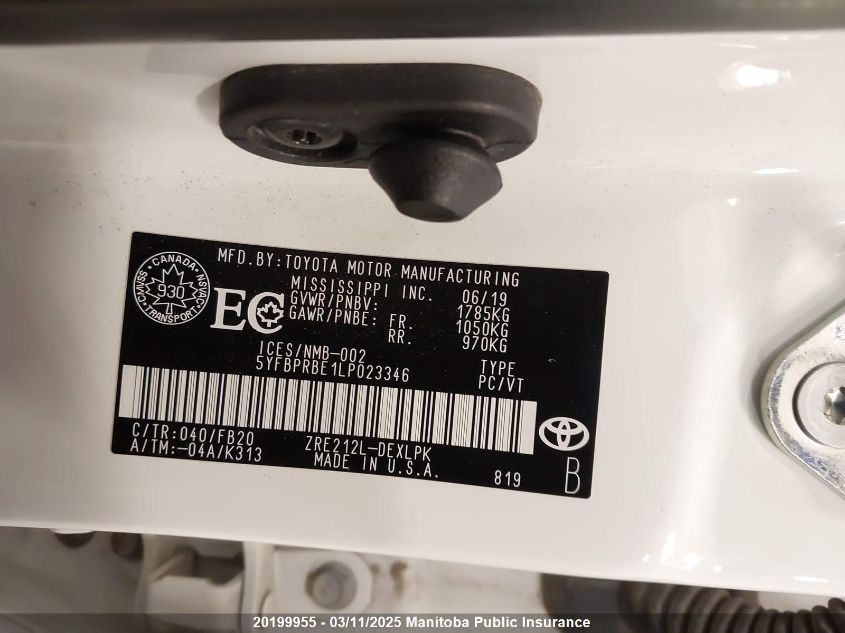 MFD.BY:TOYOTA MOTOR MANUFACTURING
MISSISSIPPI INC. 06/19
GVWR/PNBV: 1785KG
GAWR/PNBE: FR. 1050KG
RR. 970KG
CANADA
NSVA
TRANSPORT
CMVSS
930
EC
ICES/NMB-002
5YFBPRBE1LP023346
TYPE
PC/VT
C/TR:040/FB20
A/TM:-04A/K313
ZRE212L-DEXLPK
MADE IN U.S.A.
819
B
20199955 - 03/11/2025 Manitoba Public Insurance